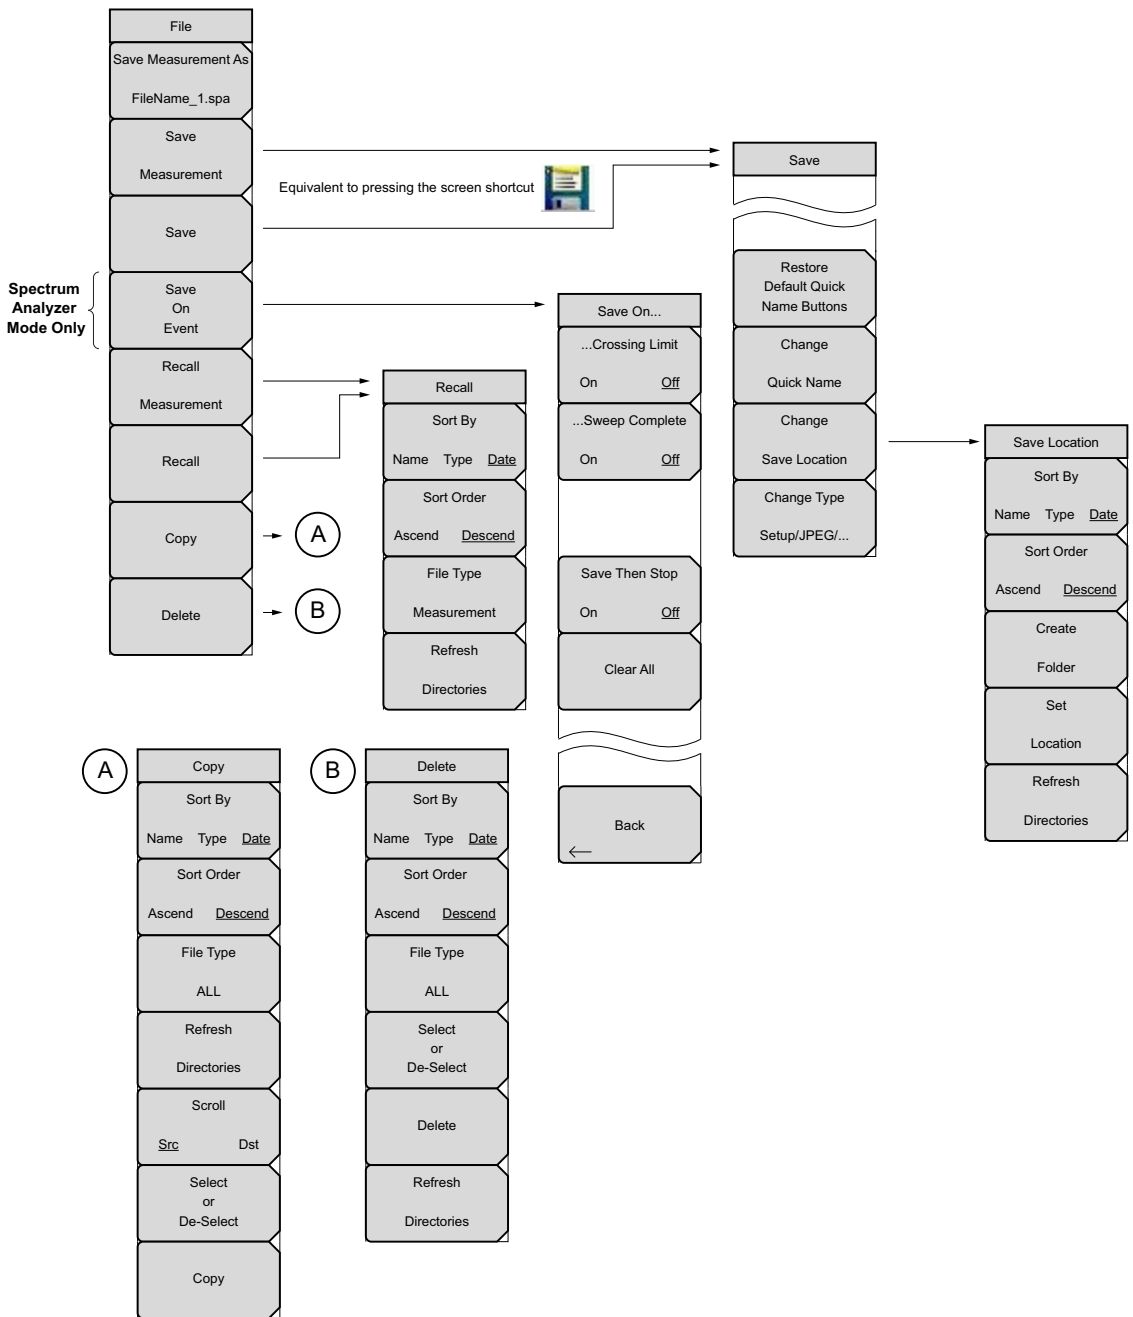 File
Save Measurement As
FileName_1.spa
Save
Measurement
Save
Save
On
Event
Recall
Measurement
Recall
Copy
Delete
Spectrum
Analyzer
Mode Only
Equivalent to pressing the screen shortcut
A
B
Recall
Sort By
Name Type Date
Sort Order
Ascend Descend
File Type
Measurement
Refresh
Directories
Save On...
...Crossing Limit
On Off
...Sweep Complete
On Off
Save Then Stop
On Off
Clear All
Back
Save
Restore
Default Quick
Name Buttons
Change
Quick Name
Change
Save Location
Change Type
Setup/JPEG/...
Save Location
Sort By
Name Type Date
Sort Order
Ascend Descend
Create
Folder
Set
Location
Refresh
Directories
A
Copy
Sort By
Name Type Date
Sort Order
Ascend Descend
File Type
ALL
Refresh
Directories
Scroll
Src Dst
Select
or
De-Select
Copy
B
Delete
Sort By
Name Type Date
Sort Order
Ascend Descend
File Type
ALL
Select
or
De-Select
Delete
Refresh
Directories